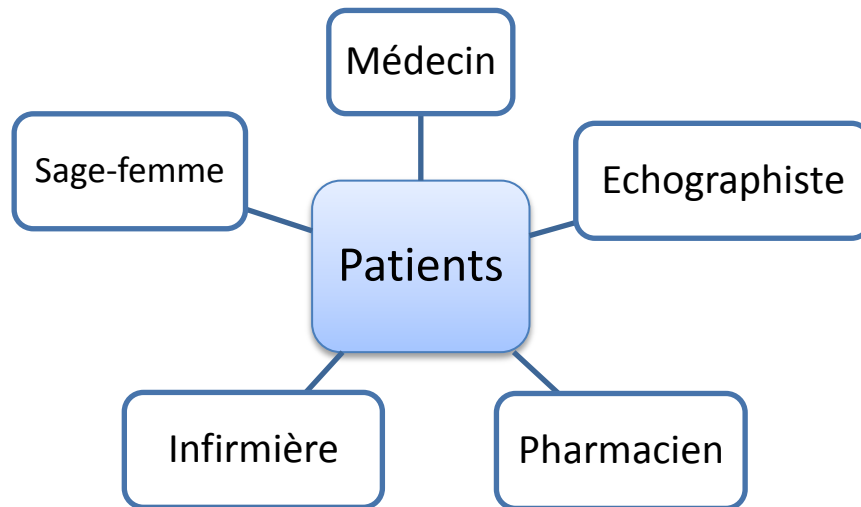 Médecin
Sage-femme
Echographiste
Patients
Infirmière
Pharmacien